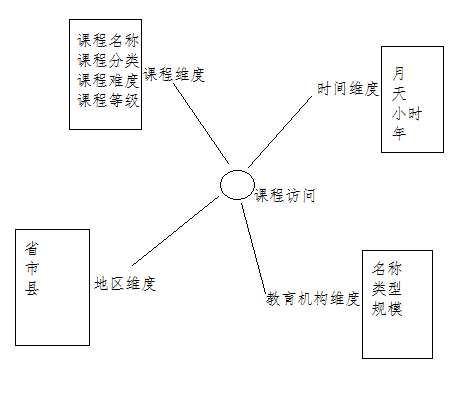 课程名称
课程分类
课程难度
课程等级
课程维度
时间维度
月
天
小时
年
课程访问
省
市
县
地区维度
教育机构维度
名称
类型
规模